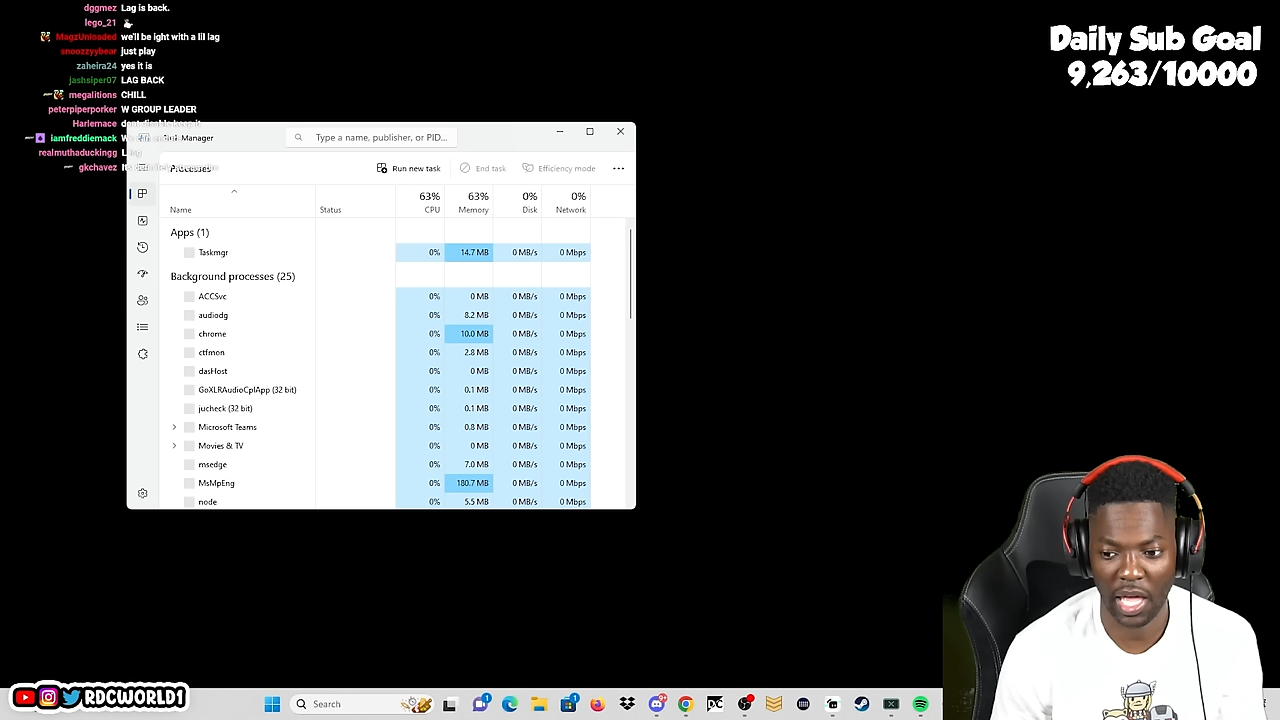 dggmez Lag is back.
lego_21
MagzUnloaded we'll be ight with a lil lag
snoozzyybear just play
zaheira24 yes it is
jashsiper07 LAG BACK
megalitions CHILL
peterpiperporker W GROUP LEADER
Harlemace
iamfreddiemack
realmuthaduckingg
gkchavez
Daily Sub Goal
9,263/10000
Manager
Type a name, publisher, or PID...
Processes
Run new task
End task
Efficiency mode
63% 63% 0% 0%
Name Status CPU Memory Disk Network
Apps (1)
Taskmgr 0% 14.7 MB 0 MB/s 0 Mbps
Background processes (25)
ACCSvc 0% 0 MB 0 MB/s 0 Mbps
audiodg 0% 8.2 MB 0 MB/s 0 Mbps
chrome 0% 10.0 MB 0 MB/s 0 Mbps
ctfmon 0% 2.8 MB 0 MB/s 0 Mbps
dasHost 0% 0 MB 0 MB/s 0 Mbps
GoXLRAudioCplApp (32 bit) 0% 0.1 MB 0 MB/s 0 Mbps
jucheck (32 bit) 0% 0.1 MB 0 MB/s 0 Mbps
Microsoft Teams 0% 0.8 MB 0 MB/s 0 Mbps
Movies & TV 0% 0 MB 0 MB/s 0 Mbps
msedge 0% 7.0 MB 0 MB/s 0 Mbps
MsMpEng 0% 180.7 MB 0 MB/s 0 Mbps
node 0% 5.5 MB 0 MB/s 0 Mbps
RDCWORLD1
Search